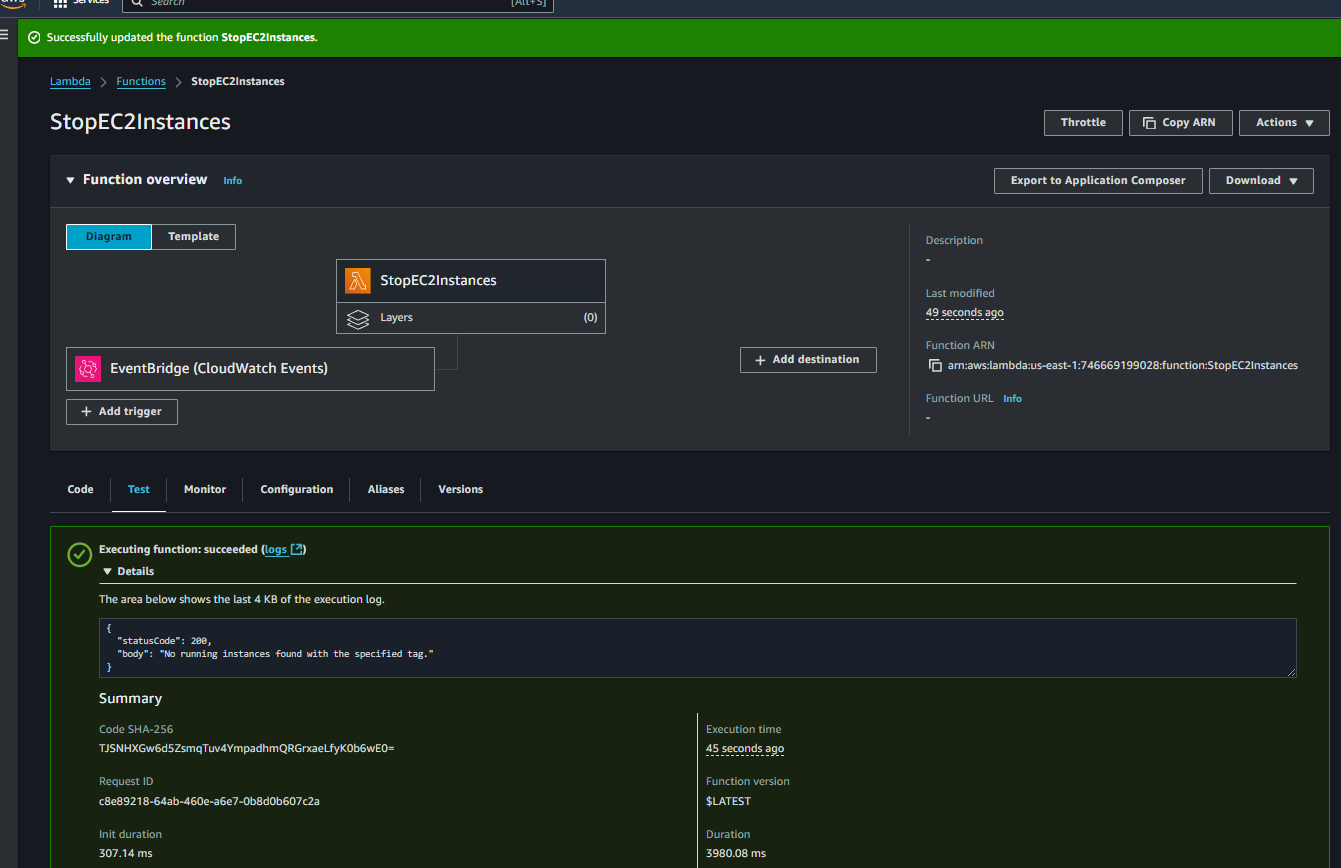 Services
Search
[Alt+S]
Successfully updated the function StopEC2Instances.
Lambda > Functions > StopEC2Instances
StopEC2Instances
Throttle
Copy ARN
Actions
Function overview Info
Export to Application Composer
Download
Diagram
Template
StopEC2Instances
Layers (0)
EventBridge (CloudWatch Events)
+ Add trigger
+ Add destination
Description
-
Last modified
49 seconds ago
Function ARN
arn:aws:lambda:us-east-1:746669199028:function:StopEC2Instances
Function URL Info
-
Code
Test
Monitor
Configuration
Aliases
Versions
Executing function: succeeded (logs)
Details
The area below shows the last 4 KB of the execution log.
{
"statusCode": 200,
"body": "No running instances found with the specified tag."
}
Summary
Code SHA-256
TJSNHXGw6d5ZsmqTuv4YmpadhmQRGrxaeLfyK0b6wE0=
Execution time
45 seconds ago
Request ID
c8e89218-64ab-460e-a6e7-0b8d0b607c2a
Function version
$LATEST
Init duration
307.14 ms
Duration
3980.08 ms